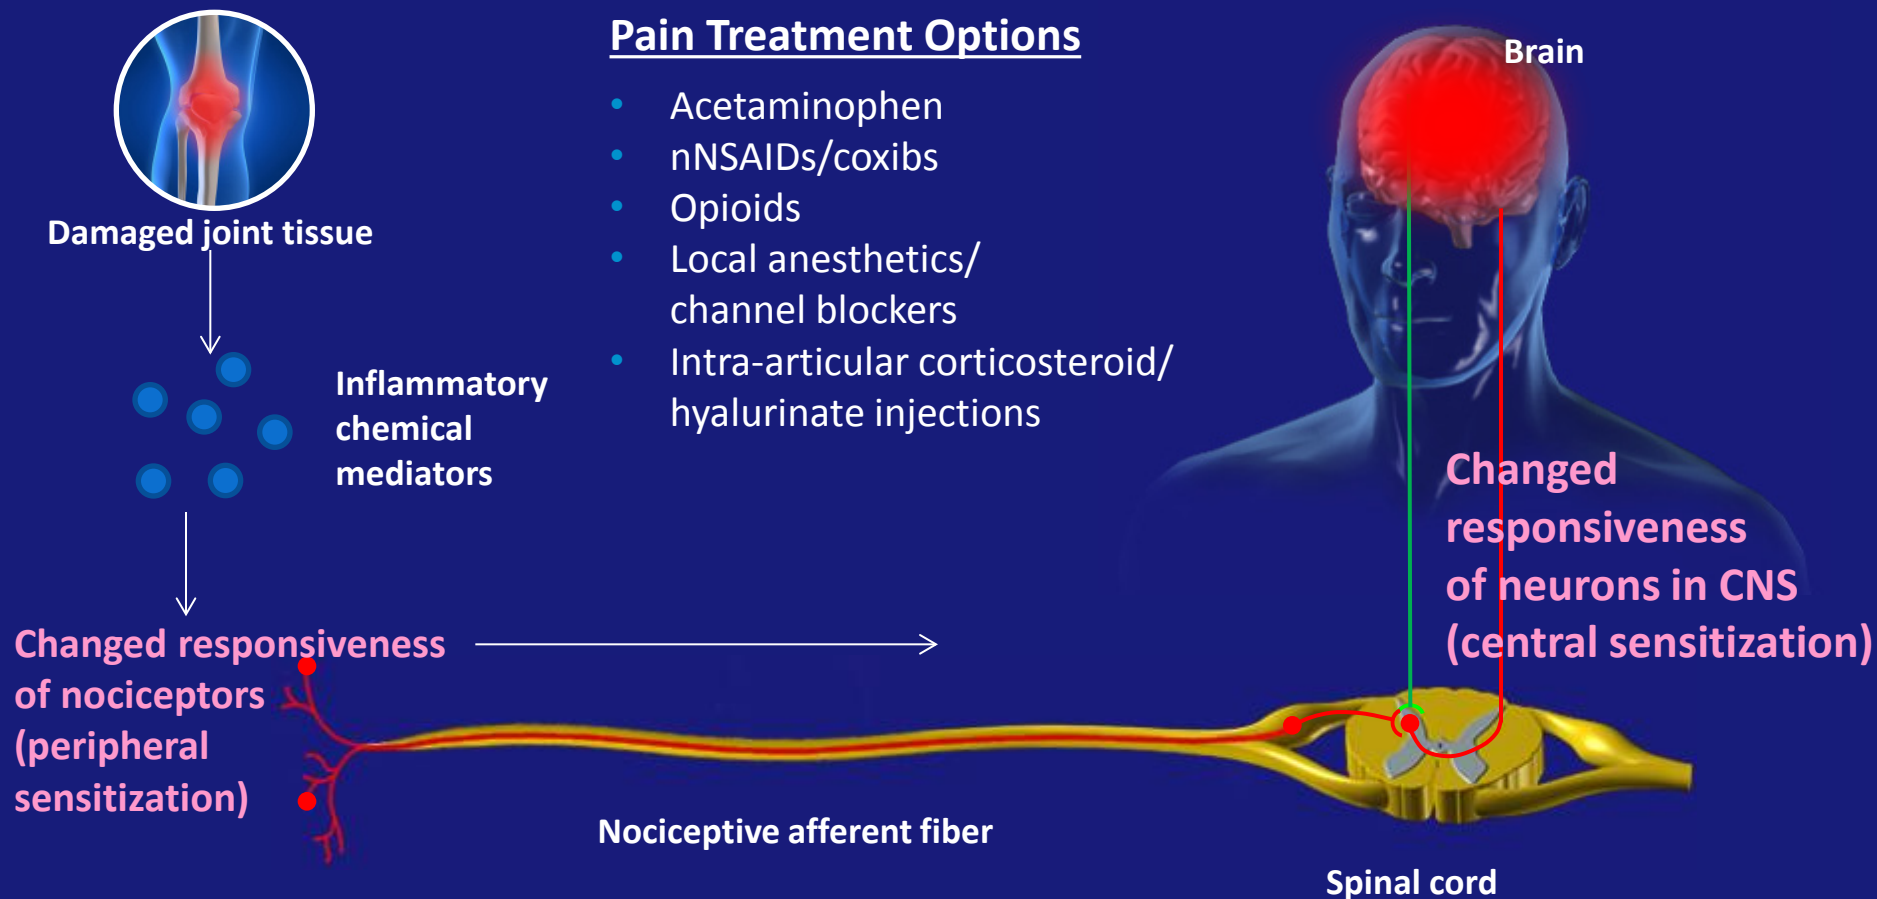 Pain Treatment Options
• Acetaminophen
• nNSAIDs/coxibs
• Opioids
• Local anesthetics/
channel blockers
• Intra-articular corticosteroid/
hyalurinate injections
Brain
Damaged joint tissue
Inflammatory
chemical
mediators
Changed responsiveness
of nociceptors
(peripheral
sensitization)
Changed
responsiveness
of neurons in CNS
(central sensitization)
Nociceptive afferent fiber
Spinal cord